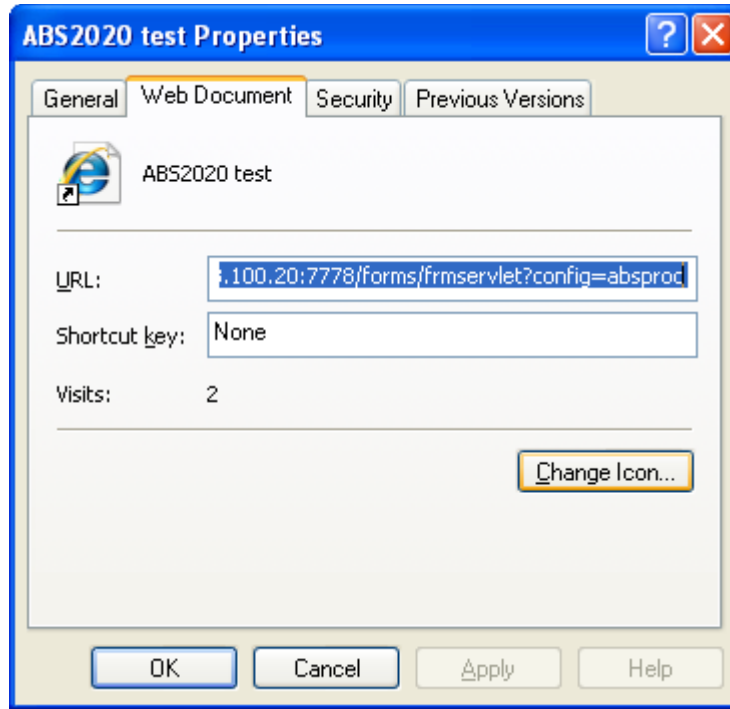 ABS2020 test Properties
General Web Document Security Previous Versions
ABS2020 test
URL: .100.20:7778/forms/frmservlet?config=absprod
Shortcut key: None
Visits: 2
Change Icon...
OK Cancel Apply Help